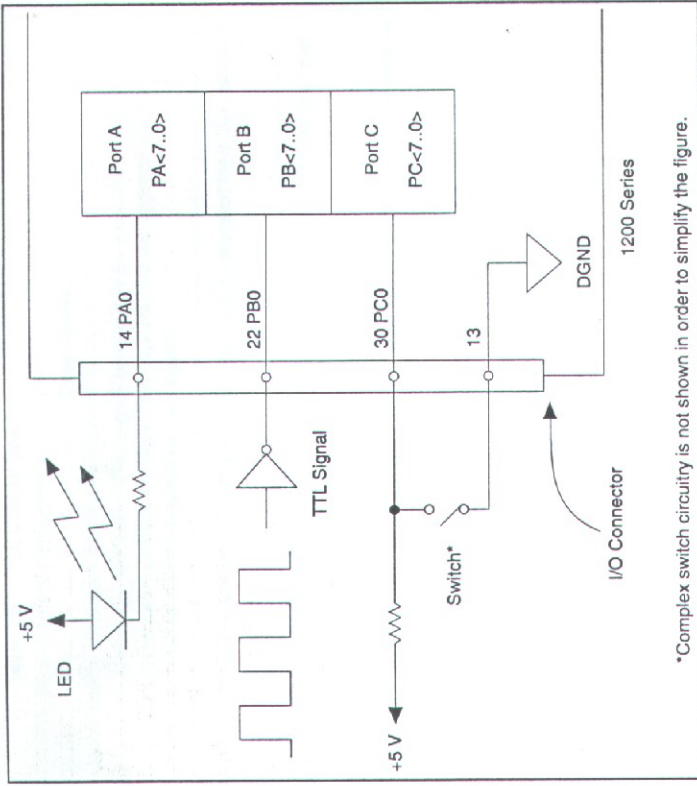 +5 V
LED
TTL Signal
+5 V
Switch*
I/O Connector
14 PA0
22 PB0
30 PC0
13
Port A
PA<7..0>
Port B
PB<7..0>
Port C
PC<7..0>
DGND
1200 Series
*Complex switch circuitry is not shown in order to simplify the figure.